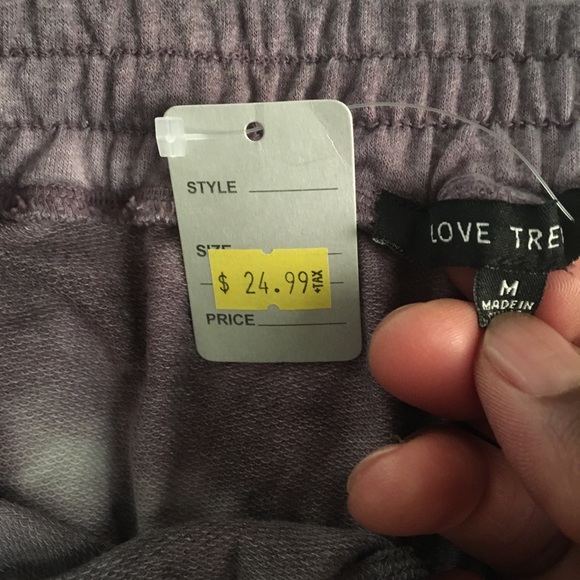 STYLE
SIZE
$ 24.99 +TAX
PRICE
LOVE TRE
M
MADE IN